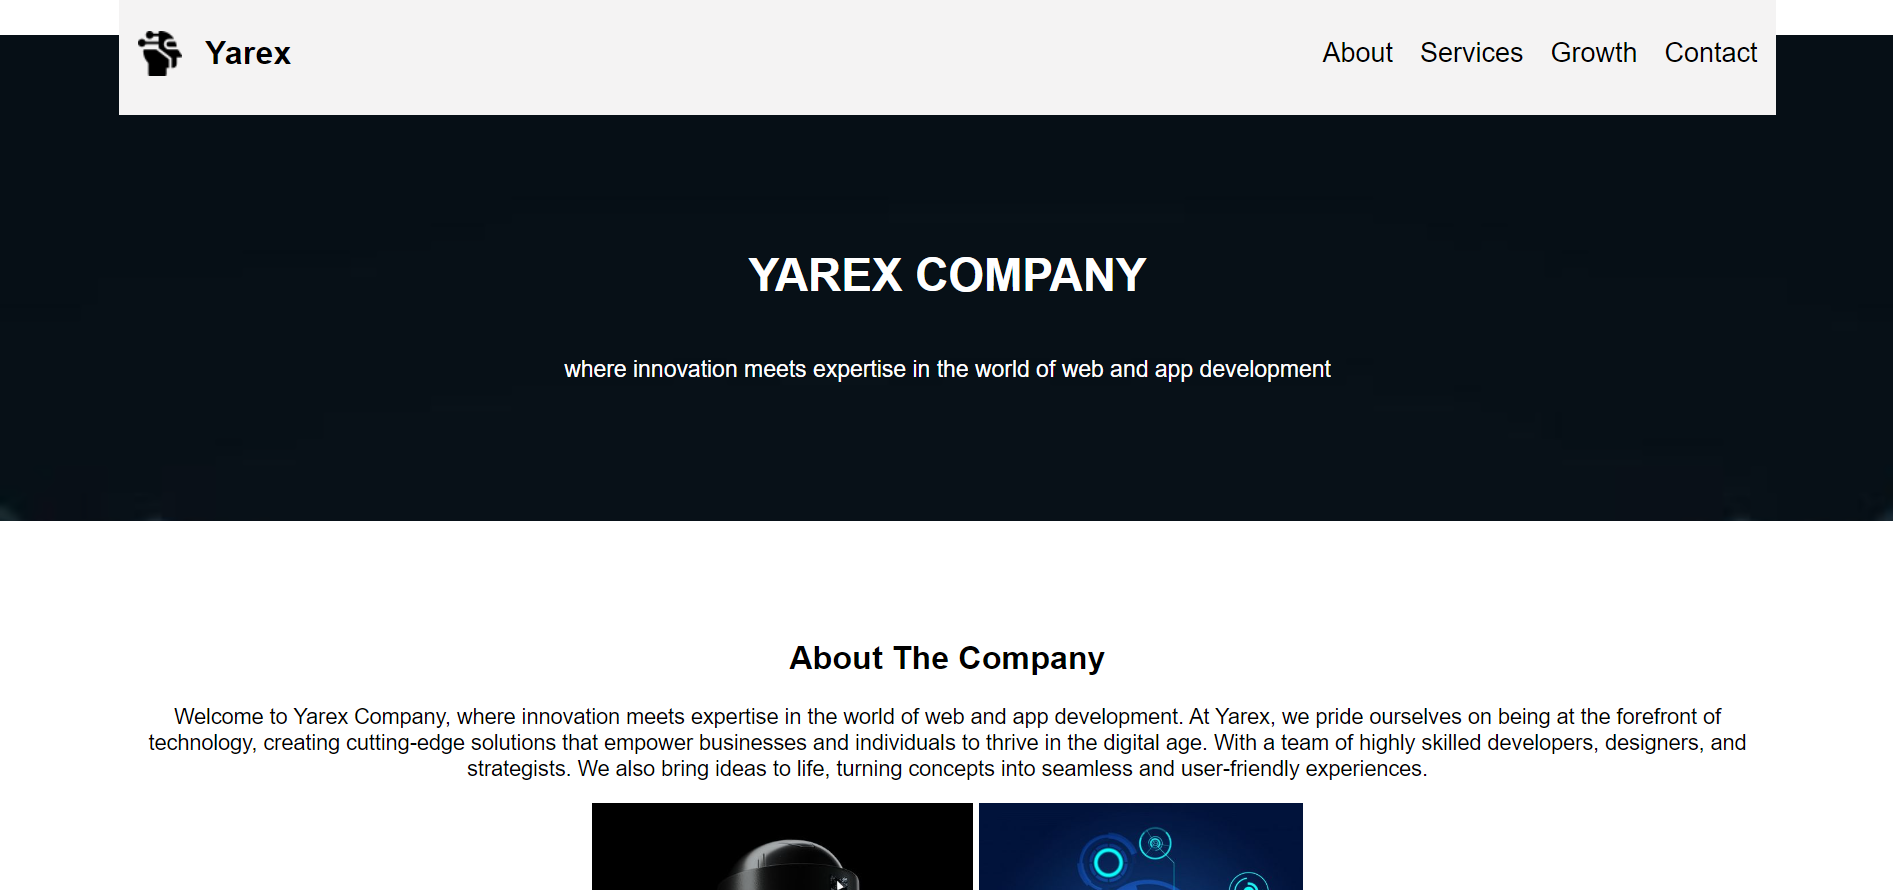 Yarex
About Services Growth Contact
YAREX COMPANY
where innovation meets expertise in the world of web and app development
About The Company
Welcome to Yarex Company, where innovation meets expertise in the world of web and app development. At Yarex, we pride ourselves on being at the forefront of
technology, creating cutting-edge solutions that empower businesses and individuals to thrive in the digital age. With a team of highly skilled developers, designers, and
strategists. We also bring ideas to life, turning concepts into seamless and user-friendly experiences.